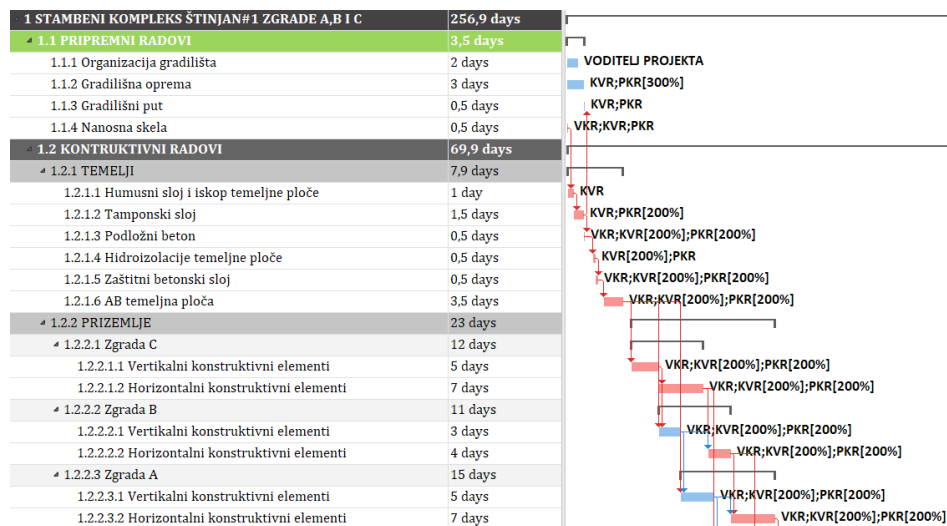 1 STAMBENI KOMPLEKS ŠTINJAN#1 ZGRADE A,B I C 256,9 days
1.1 PRIPREMNI RADOVI 3,5 days
1.1.1 Organizacija gradilišta 2 days VODITELJ PROJEKTA
1.1.2 Gradilišna oprema 3 days KVR;PKR[300%]
1.1.3 Gradilišni put 0,5 days KVR;PKR
1.1.4 Nanosna skela 0,5 days VKR;KVR;PKR
1.2 KONTRUKTIVNI RADOVI 69,9 days
1.2.1 TEMELJI 7,9 days
1.2.1.1 Humusni sloj i iskop temeljne ploče 1 day KVR
1.2.1.2 Tamponski sloj 1,5 days KVR;PKR[200%]
1.2.1.3 Podložni beton 0,5 days VKR;KVR[200%];PKR[200%]
1.2.1.4 Hidroizolacije temeljne ploče 0,5 days KVR[200%];PKR
1.2.1.5 Zaštitni betonski sloj 0,5 days VKR;KVR[200%];PKR[200%]
1.2.1.6 AB temeljna ploča 3,5 days VKR;KVR[200%];PKR[200%]
1.2.2 PRIZEMLJE 23 days
1.2.2.1 Zgrada C 12 days
1.2.2.1.1 Vertikalni konstruktivni elementi 5 days VKR;KVR[200%];PKR[200%]
1.2.2.1.2 Horizontalni konstruktivni elementi 7 days VKR;KVR[200%];PKR[200%]
1.2.2.2 Zgrada B 11 days
1.2.2.2.1 Vertikalni konstruktivni elementi 3 days VKR;KVR[200%];PKR[200%]
1.2.2.2.2 Horizontalni konstruktivni elementi 4 days VKR;KVR[200%];PKR[200%]
1.2.2.3 Zgrada A 15 days
1.2.2.3.1 Vertikalni konstruktivni elementi 5 days VKR;KVR[200%];PKR[200%]
1.2.2.3.2 Horizontalni konstruktivni elementi 7 days VKR;KVR[200%];PKR[200%]